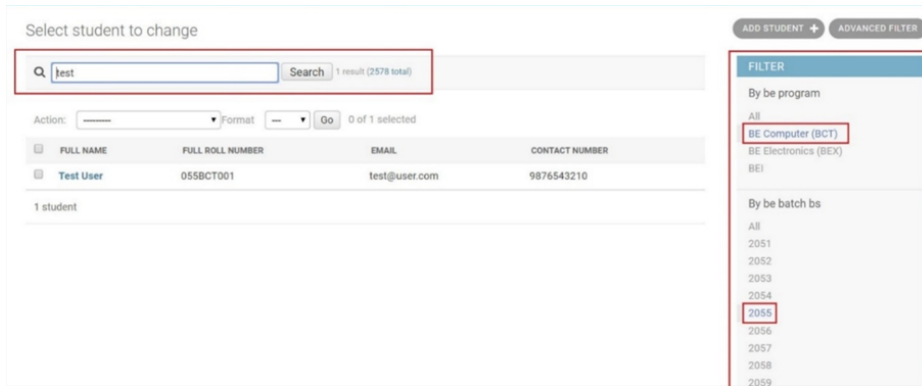 Select student to change
ADD STUDENT +
ADVANCED FILTER
test
Search
1 result (2578 total)
Action: ---------
Format ---
Go
0 of 1 selected
FULL NAME FULL ROLL NUMBER EMAIL CONTACT NUMBER
Test User 055BCT001 test@user.com 9876543210
1 student
FILTER
By be program
All
BE Computer (BCT)
BE Electronics (BEX)
BEI
By be batch bs
All
2051
2052
2053
2054
2055
2056
2057
2058
2059